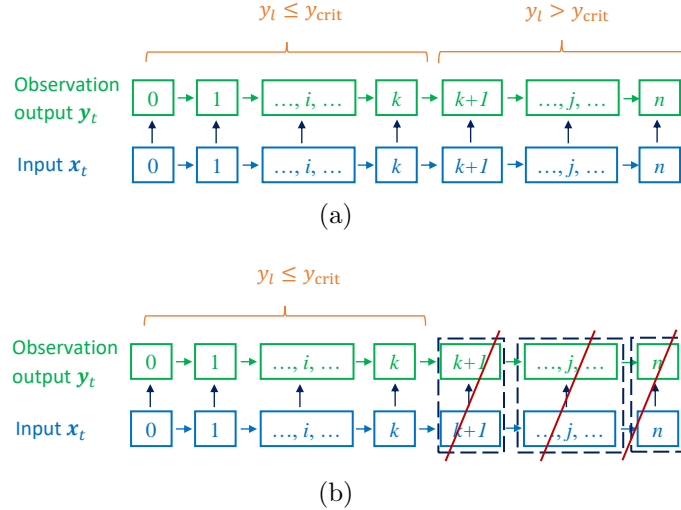 y_l ≤ y_crit y_l > y_crit
Observation
output y_t
0 1 ..., i, ... k k+1 ..., j, ... n
Input x_t
0 1 ..., i, ... k k+1 ..., j, ... n
(a)
y_l ≤ y_crit
Observation
output y_t
0 1 ..., i, ... k k+1 ..., j, ... n
Input x_t
0 1 ..., i, ... k k+1 ..., j, ... n
(b)